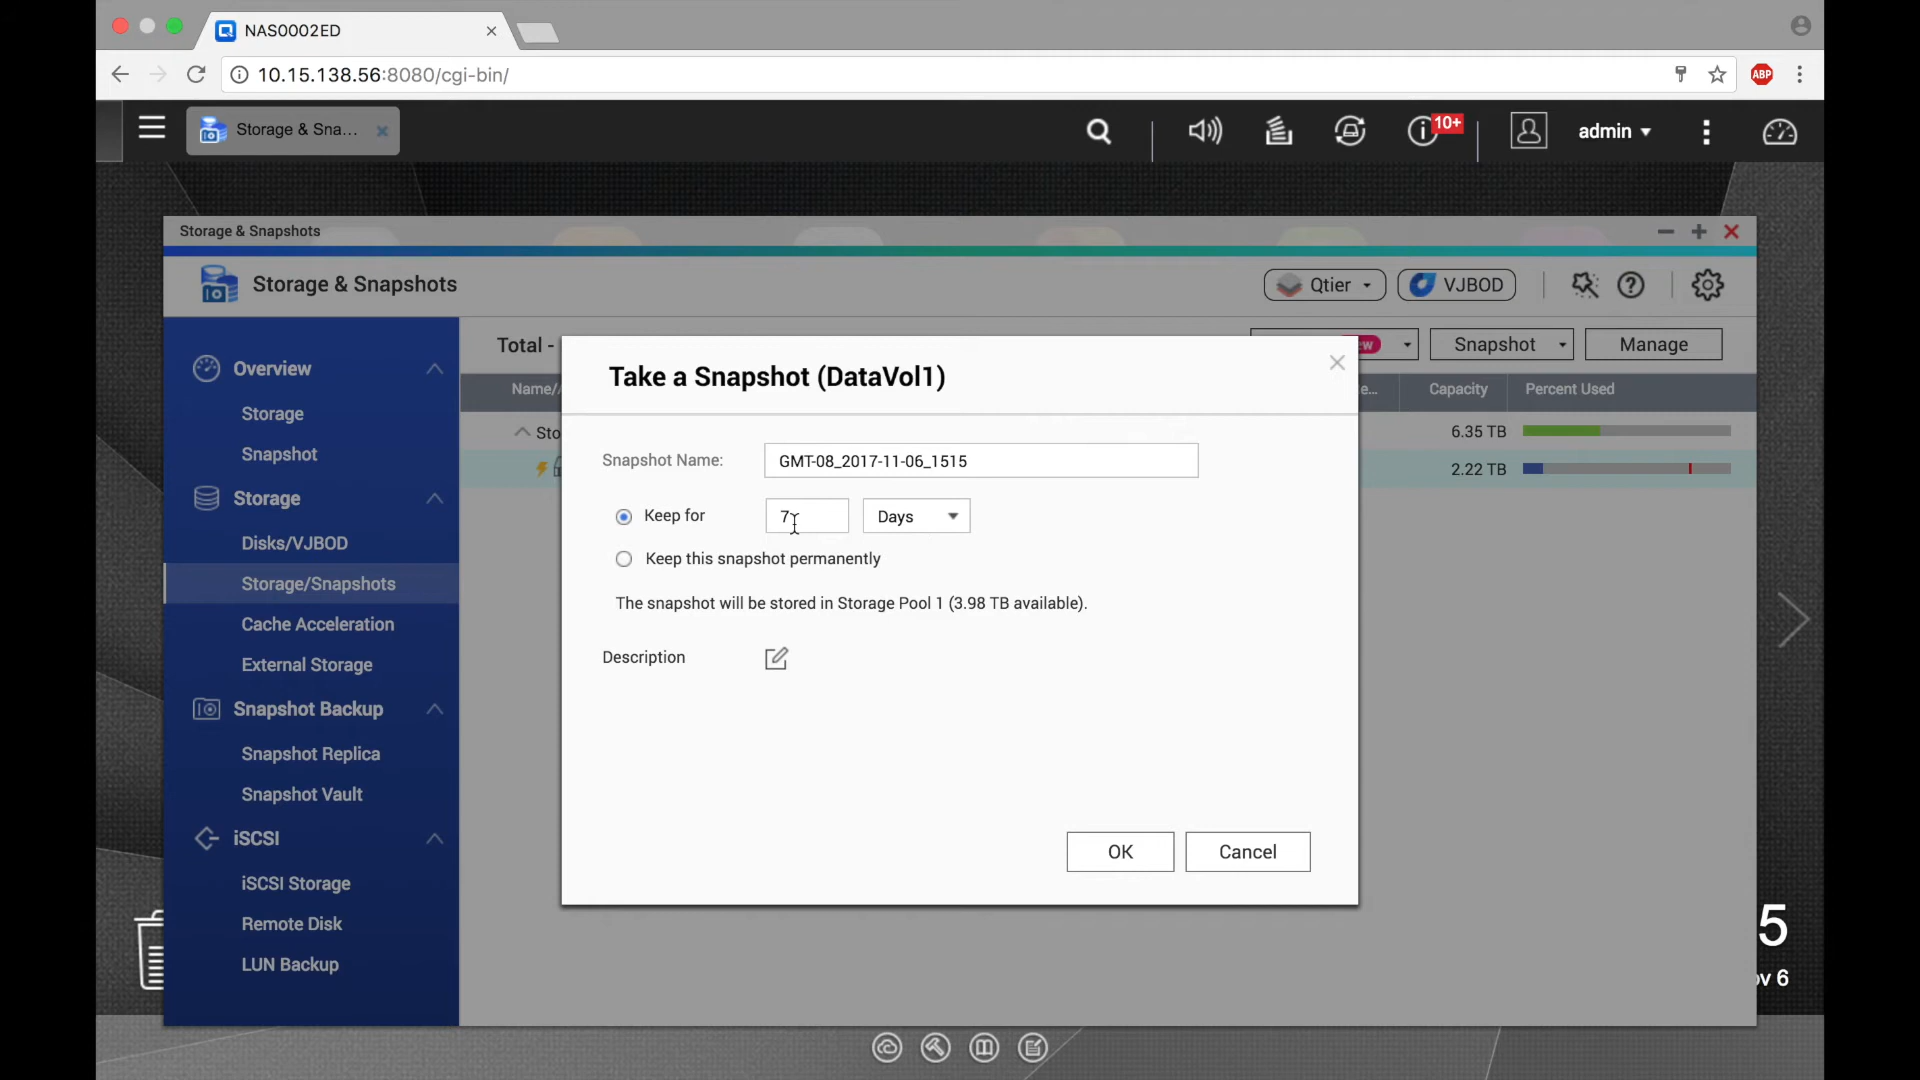 NAS0002ED
10.15.138.56:8080/cgi-bin/
ABP
Storage & Sna...
10+
admin
Storage & Snapshots
Storage & Snapshots
Qtier
VJBOD
Overview
Storage
Snapshot
Storage
Disks/VJBOD
Storage/Snapshots
Cache Acceleration
External Storage
Snapshot Backup
Snapshot Replica
Snapshot Vault
iSCSI
iSCSI Storage
Remote Disk
LUN Backup
Total -
Snapshot
Manage
Name/
Capacity
Percent Used
Sto
6.35 TB
2.22 TB
Take a Snapshot (DataVol1)
Snapshot Name:
GMT-08_2017-11-06_1515
Keep for
7
Days
Keep this snapshot permanently
The snapshot will be stored in Storage Pool 1 (3.98 TB available).
Description
OK
Cancel
5
6